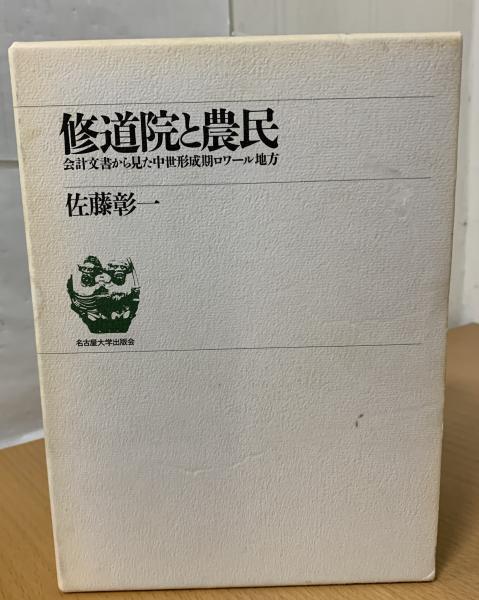 修道院と農民
会計文書から見た中世形成期ロワール地方
佐藤彰一
名古屋大学出版会